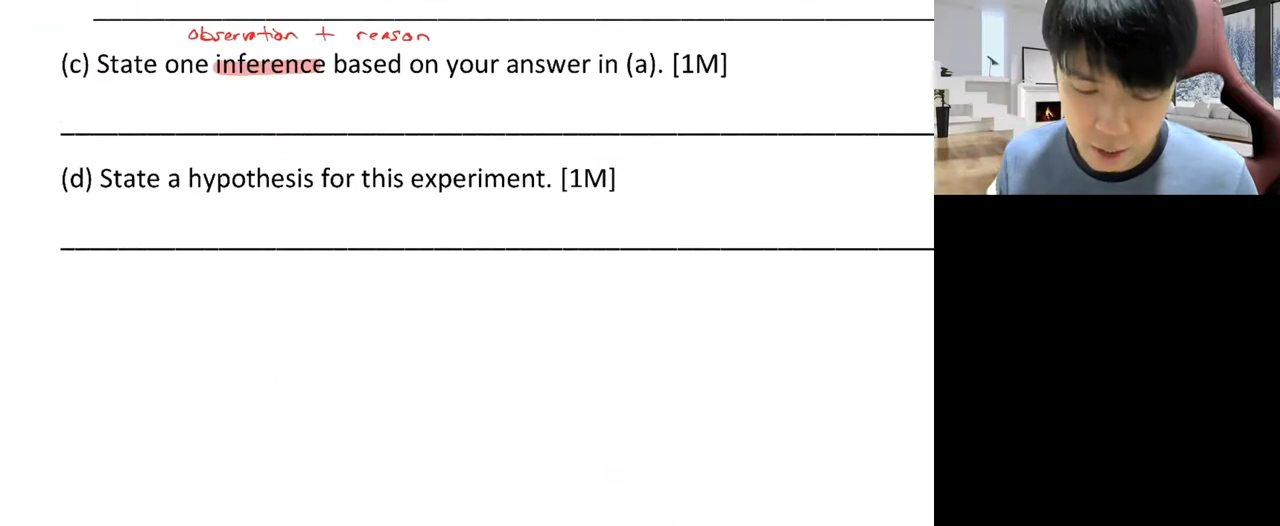 observation + reason
(c) State one inference based on your answer in (a). [1M]
(d) State a hypothesis for this experiment. [1M]